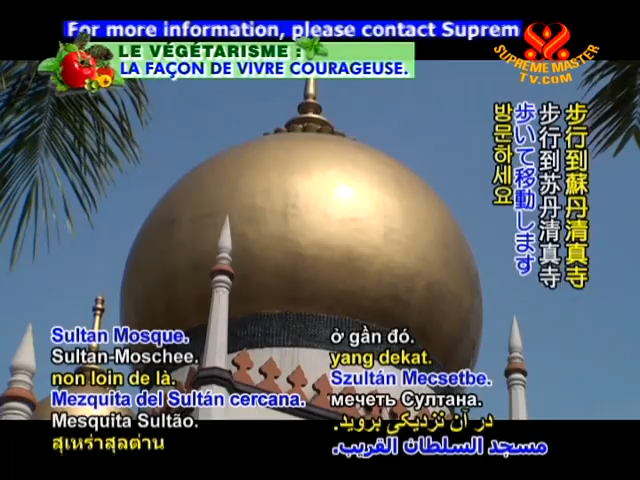 For more information, please contact Suprem
LE VÉGÉTARISME :
LA FAÇON DE VIVRE COURAGEUSE.
SUPREME MASTER
TV.COM
步行到蘇丹清真寺
步行到苏丹清真寺
歩いて移動します
방문하세요
Sultan Mosque.
Sultan-Moschee.
non loin de là.
Mezquita del Sultán cercana.
Mesquita Sultão.
สุเหร่าสุลต่าน
ở gần đó.
yang dekat.
Szultán Mecsetbe.
мечеть Султана.
در آن نزدیکی بروید.
مسجد السلطان القريب.